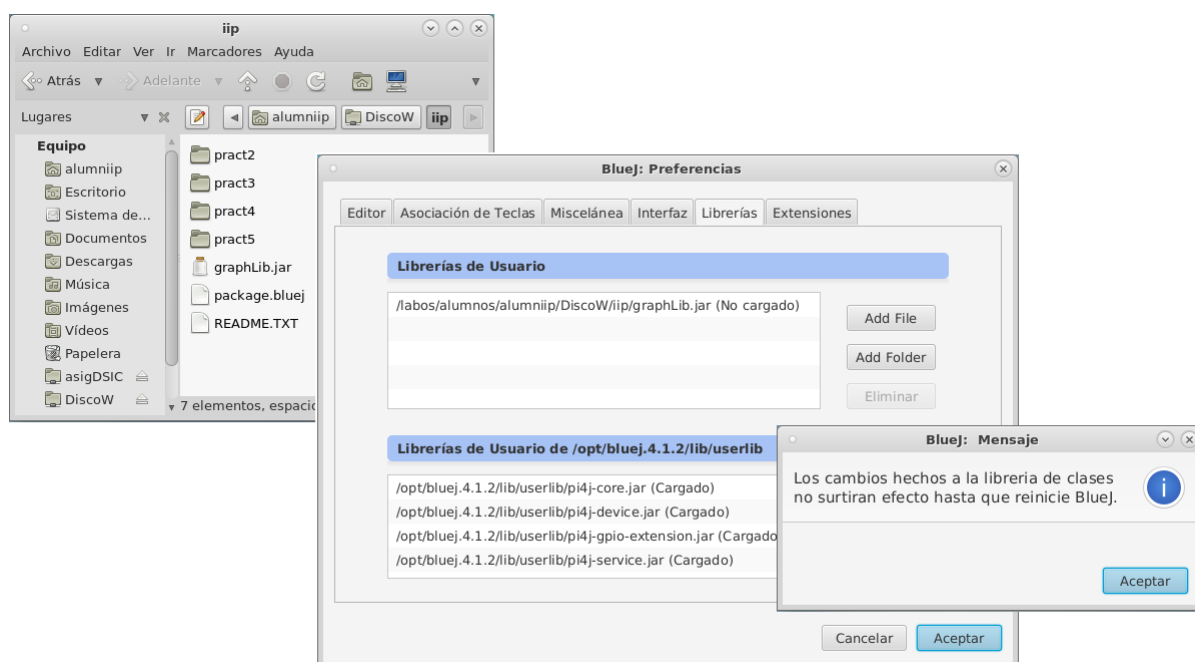 iip
Archivo Editar Ver Ir Marcadores Ayuda
Atrás Adelante
Lugares
alumniip DiscoW iip
Equipo
alumniip
Escritorio
Sistema de...
Documentos
Descargas
Música
Imágenes
Vídeos
Papelera
asigDSIC
DiscoW
pract2
pract3
pract4
pract5
graphLib.jar
package.bluej
README.TXT
7 elementos, espacio
BlueJ: Preferencias
Editor Asociación de Teclas Miscelánea Interfaz Librerías Extensiones
Librerías de Usuario
/labos/alumnos/alumniip/DiscoW/iip/graphLib.jar (No cargado)
Add File
Add Folder
Eliminar
Librerías de Usuario de /opt/bluej.4.1.2/lib/userlib
/opt/bluej.4.1.2/lib/userlib/pi4j-core.jar (Cargado)
/opt/bluej.4.1.2/lib/userlib/pi4j-device.jar (Cargado)
/opt/bluej.4.1.2/lib/userlib/pi4j-gpio-extension.jar (Cargado
/opt/bluej.4.1.2/lib/userlib/pi4j-service.jar (Cargado)
Cancelar Aceptar
BlueJ: Mensaje
Los cambios hechos a la libreria de clases
no surtiran efecto hasta que reinicie BlueJ.
Aceptar